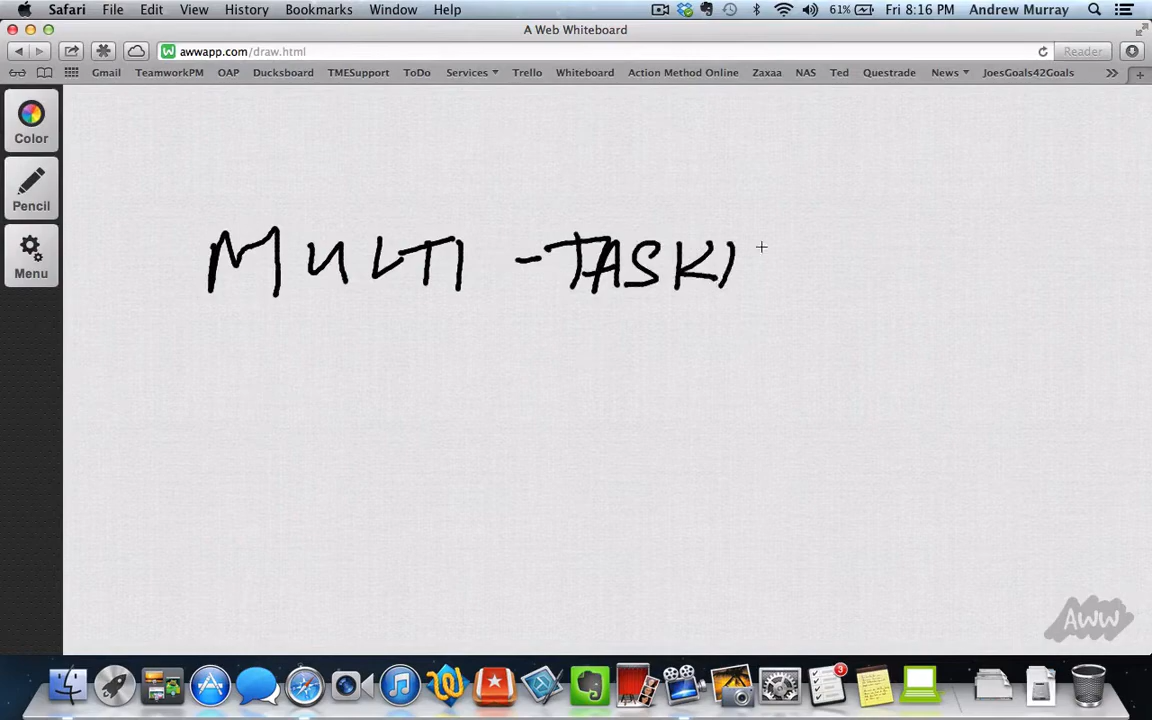 Safari File Edit View History Bookmarks Window Help 61% Fri 8:16 PM Andrew Murray
A Web Whiteboard
awwapp.com/draw.html Reader
Gmail TeamworkPM OAP Ducksboard TMESupport ToDo Services Trello Whiteboard Action Method Online Zaxaa NAS Ted Questrade News JoesGoals42Goals
Color
Pencil
Menu
MULTI -TASKI
AWW
3